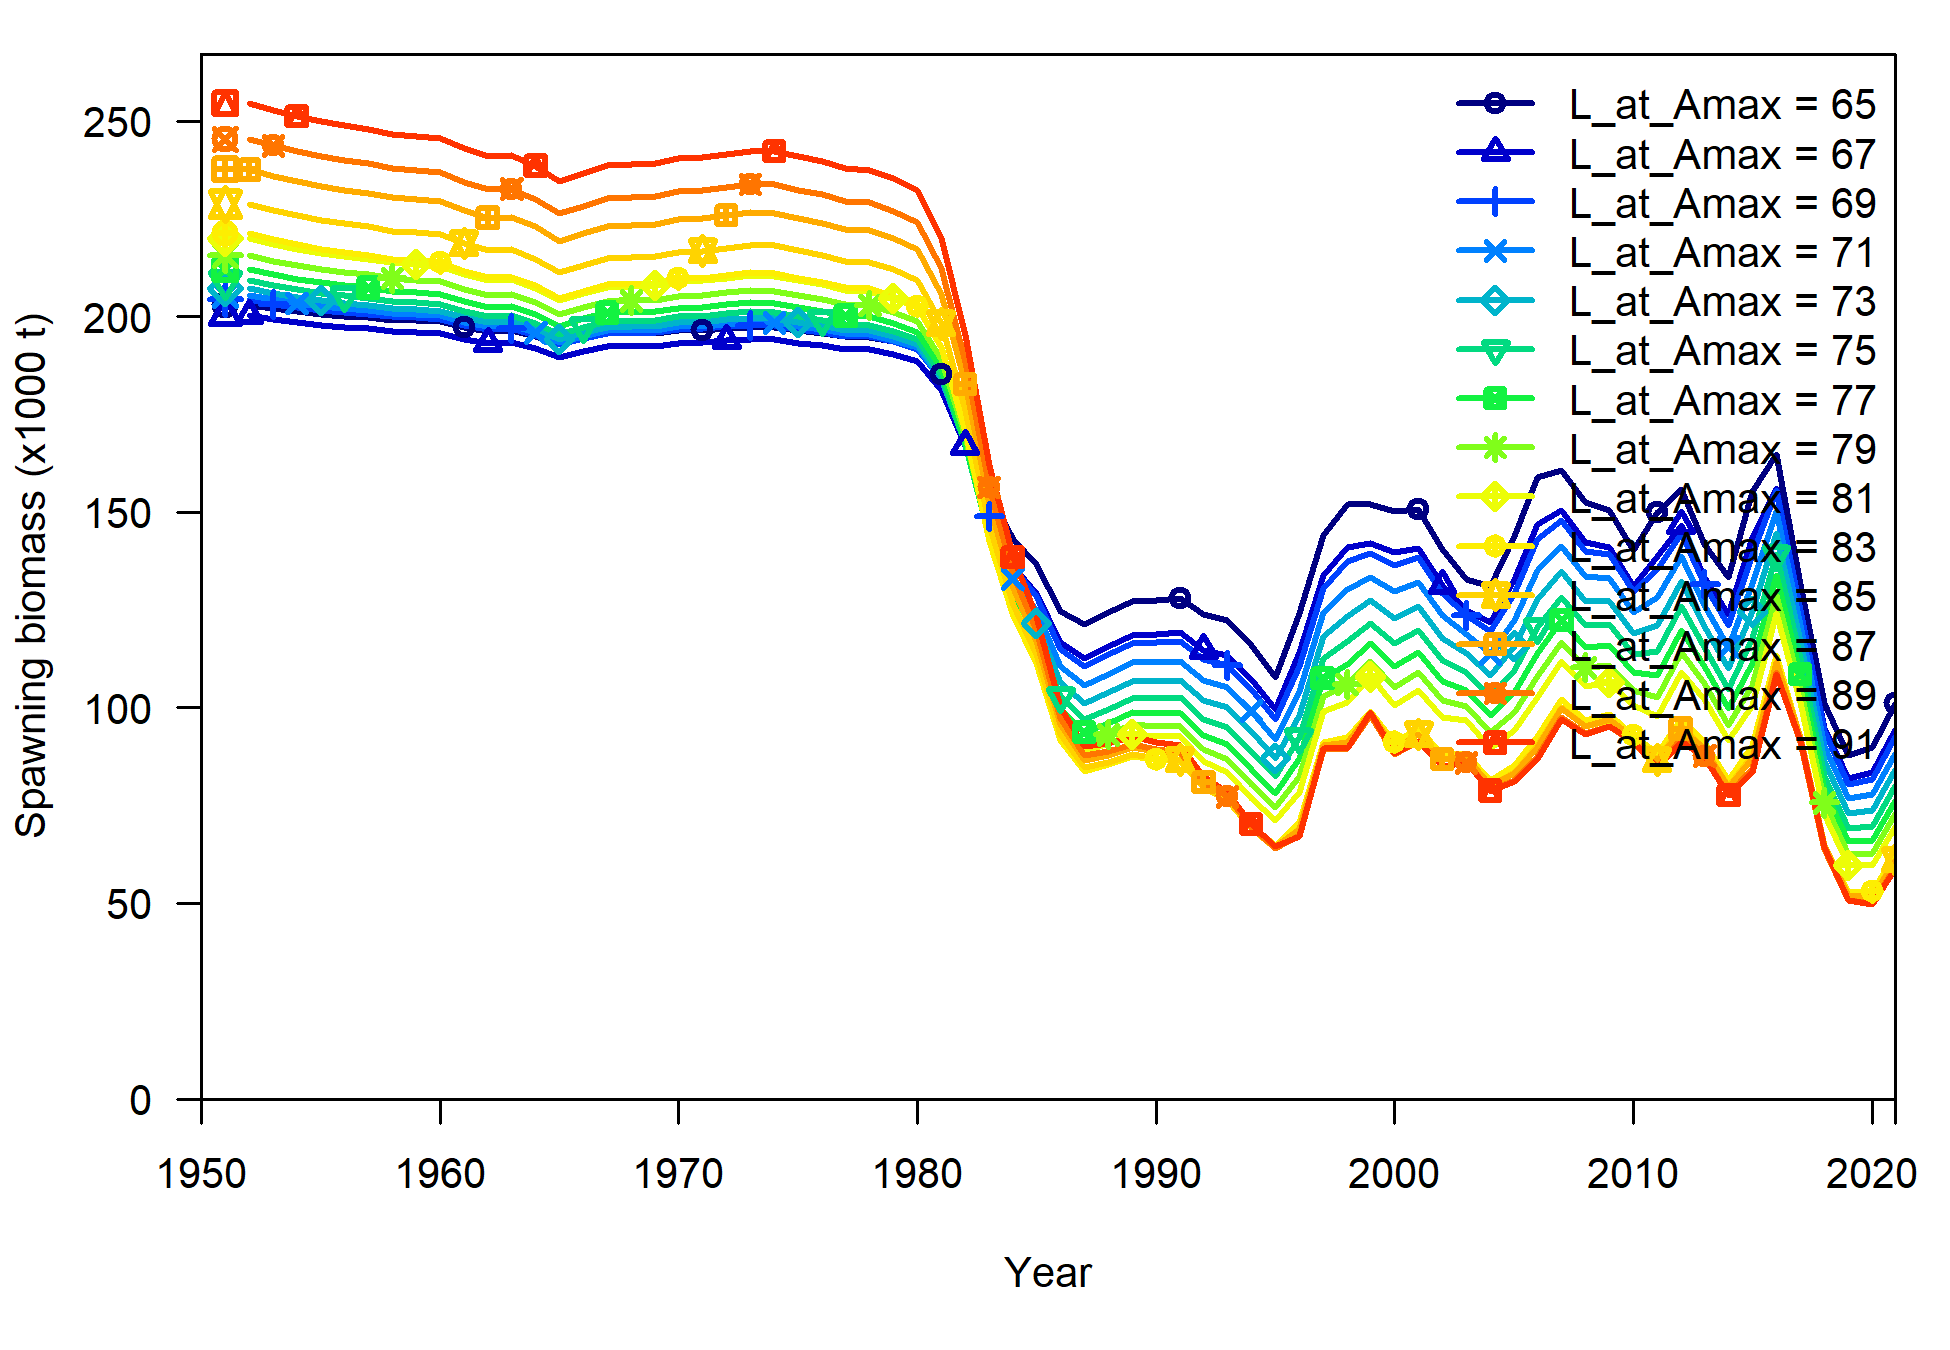 Spawning biomass (x1000 t)
250
200
150
100
50
0
L_at_Amax = 65
L_at_Amax = 67
L_at_Amax = 69
L_at_Amax = 71
L_at_Amax = 73
L_at_Amax = 75
L_at_Amax = 77
L_at_Amax = 79
L_at_Amax = 81
L_at_Amax = 83
L_at_Amax = 85
L_at_Amax = 87
L_at_Amax = 89
L_at_Amax = 91
1950 1960 1970 1980 1990 2000 2010 2020
Year